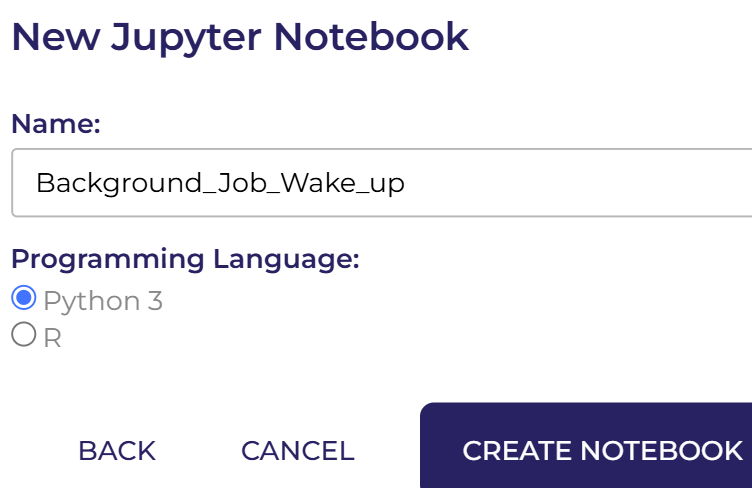 New Jupyter Notebook
Name:
Background_Job_Wake_up
Programming Language:
Python 3
R
BACK CANCEL CREATE NOTEBOOK